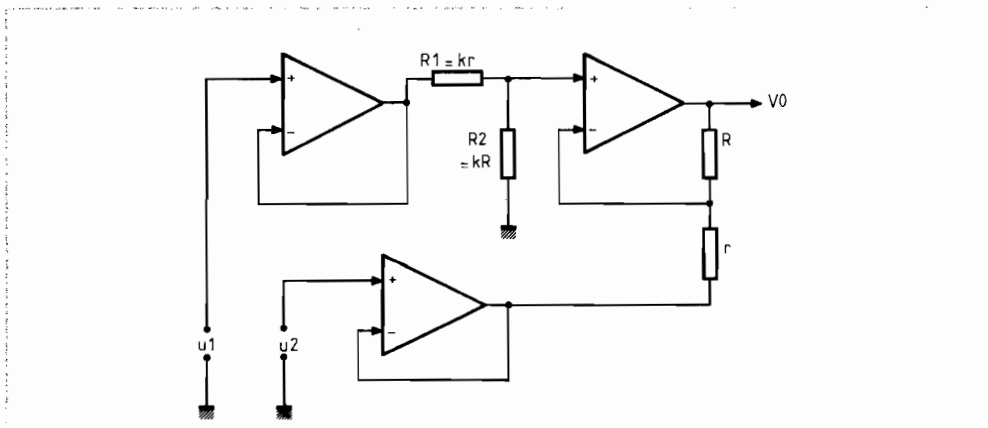 R1 = kr
+
−
R2
= kR
+
−
V0
R
r
+
−
u1
u2